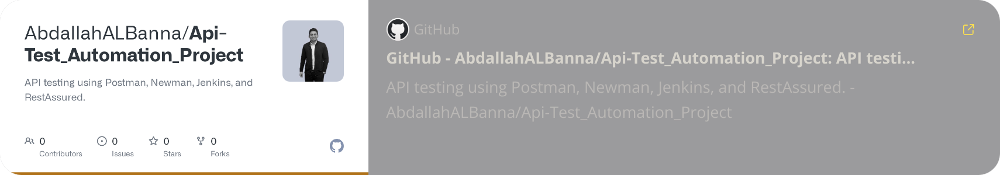 AbdallahALBanna/Api-
Test_Automation_Project
API testing using Postman, Newman, Jenkins, and
RestAssured.
0
Contributors
0
Issues
0
Stars
0
Forks
GitHub
GitHub - AbdallahALBanna/Api-Test_Automation_Project: API testi...
API testing using Postman, Newman, Jenkins, and RestAssured. -
AbdallahALBanna/Api-Test_Automation_Project